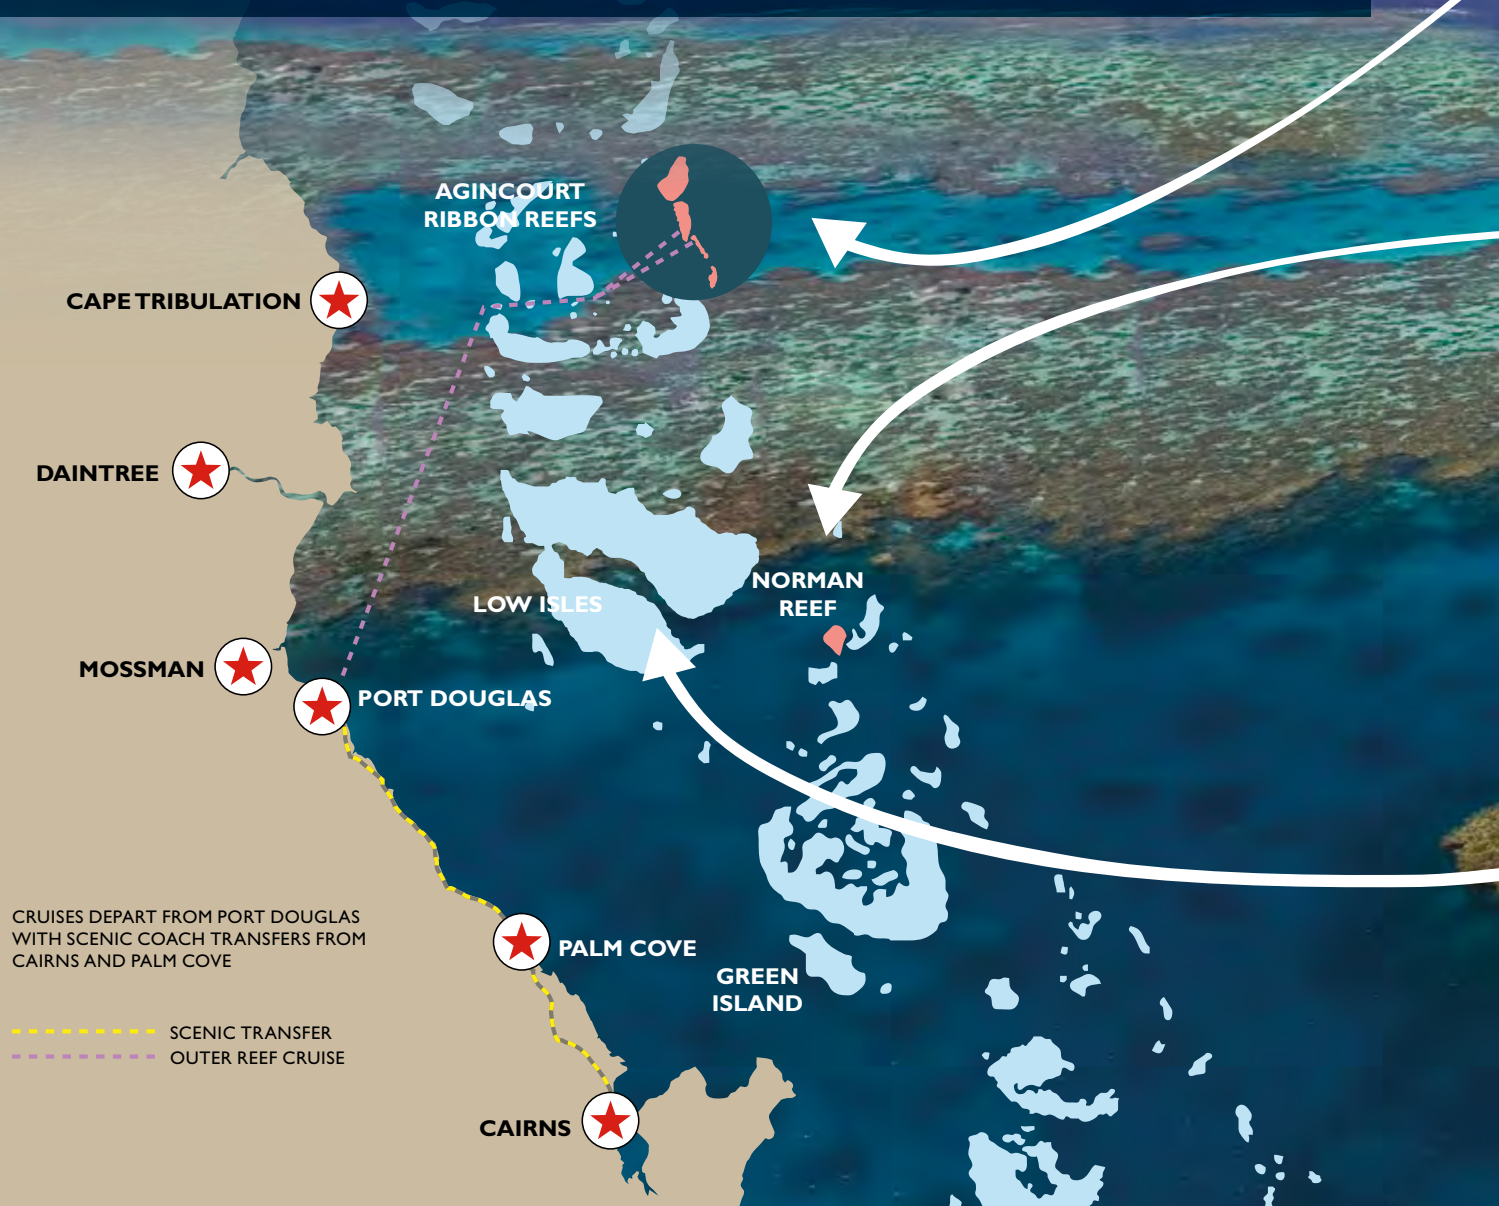 AGINCOURT
RIBBON REEFS
CAPE TRIBULATION
DAINTREE
NORMAN
REEF
LOW ISLES
MOSSMAN
PORT DOUGLAS
CRUISES DEPART FROM PORT DOUGLAS
WITH SCENIC COACH TRANSFERS FROM
CAIRNS AND PALM COVE
PALM COVE
GREEN
ISLAND
SCENIC TRANSFER
OUTER REEF CRUISE
CAIRNS